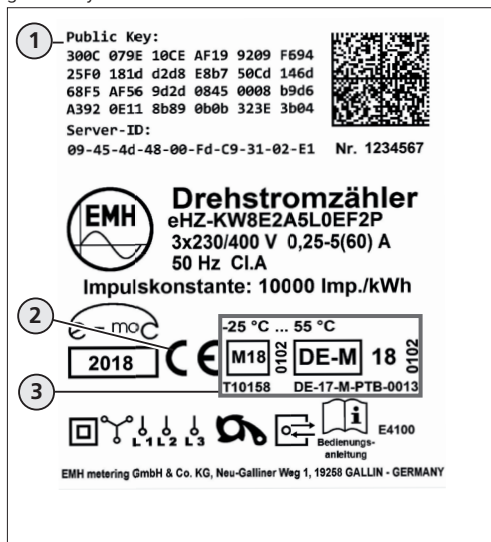 1
Public Key:
300C 079E 10CE AF19 9209 F694
25F0 181d d2d8 E8b7 50Cd 146d
68F5 AF56 9d2d 0845 0008 b9d6
A392 0E11 8b89 0b0b 323E 3b04
Server-ID:
09-45-4d-48-00-Fd-C9-31-02-E1 Nr. 1234567
EMH
Drehstromzähler
eHZ-KW8E2A5L0EF2P
3x230/400 V 0,25-5(60) A
50 Hz Cl.A
Impulskonstante: 10000 Imp./kWh
2
e - moC
2018
CE
-25 °C ... 55 °C
M18 0102 DE-M 18 0102
3
T10158 DE-17-M-PTB-0013
L1 L2 L3
i
Bedienungs-
anleitung
E4100
EMH metering GmbH & Co. KG, Neu-Galliner Weg 1, 19258 GALLIN - GERMANY